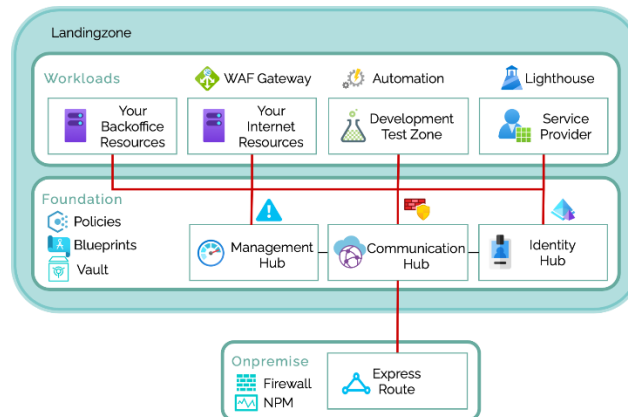 Landingzone
Workloads
WAF Gateway
Automation
Lighthouse
Your
Backoffice
Resources
Your
Internet
Resources
Development
Test Zone
Service
Provider
Foundation
Policies
Blueprints
Vault
Management
Hub
Communication
Hub
Identity
Hub
Onpremise
Firewall
NPM
Express
Route